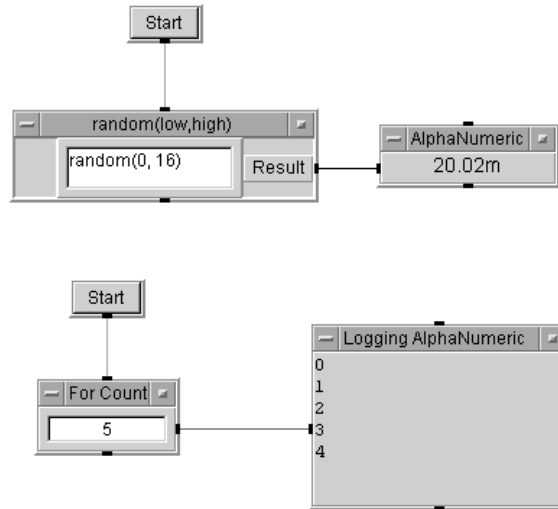 Start
random(low,high)
random(0, 16)
Result
AlphaNumeric
20.02m
Start
For Count
5
Logging AlphaNumeric
0
1
2
3
4